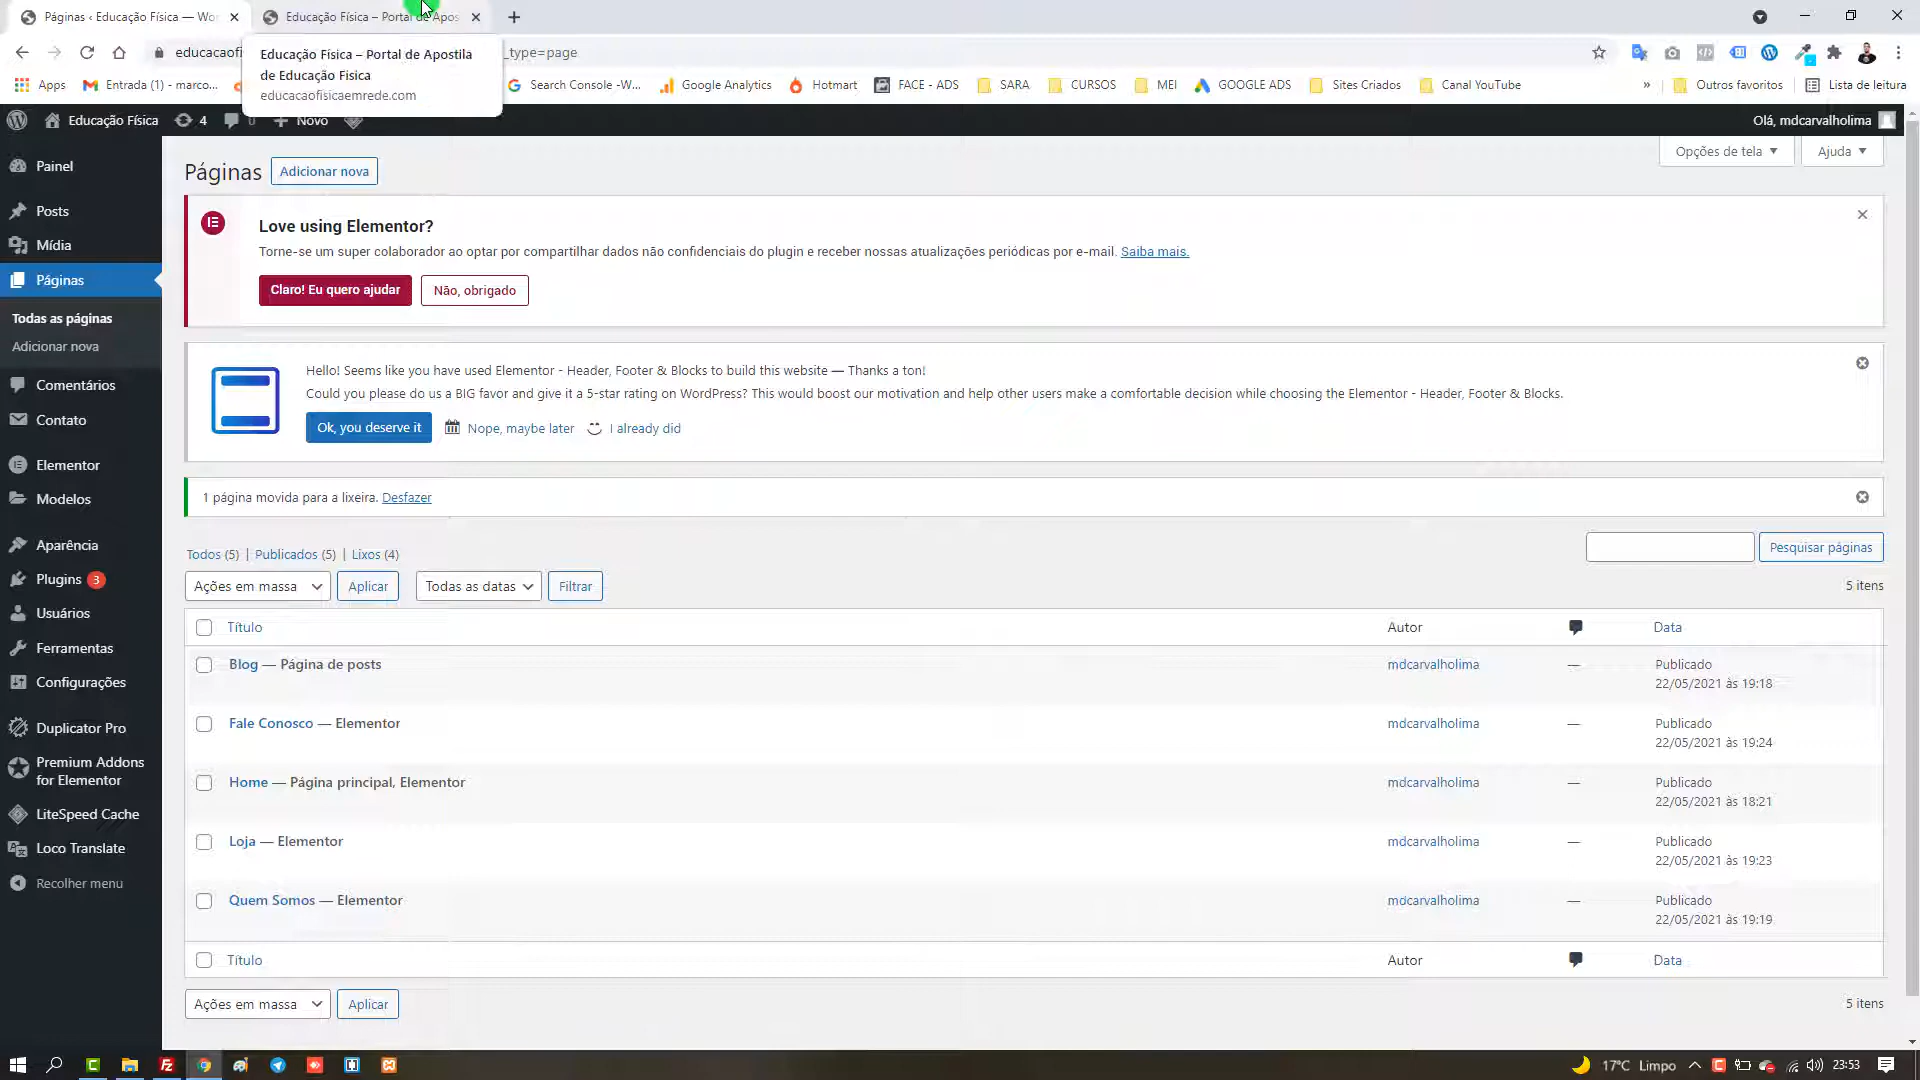 Páginas ‹ Educação Física — Wor
Educação Física – Portal de Apos
educacaofi
_type=page
Educação Física – Portal de Apostila
de Educação Física
educacaofisicaemrede.com
Apps
Entrada (1) - marco...
Search Console -W...
Google Analytics
Hotmart
FACE - ADS
SARA
CURSOS
MEI
GOOGLE ADS
Sites Criados
Canal YouTube
»
Outros favoritos
Lista de leitura
Educação Física
4
0
Novo
Olá, mdcarvalholima
Painel
Posts
Mídia
Páginas
Todas as páginas
Adicionar nova
Comentários
Contato
Elementor
Modelos
Aparência
Plugins 3
Usuários
Ferramentas
Configurações
Duplicator Pro
Premium Addons
for Elementor
LiteSpeed Cache
Loco Translate
Recolher menu
Páginas
Adicionar nova
Opções de tela
Ajuda
Love using Elementor?
Torne-se um super colaborador ao optar por compartilhar dados não confidenciais do plugin e receber nossas atualizações periódicas por e-mail. Saiba mais.
Claro! Eu quero ajudar
Não, obrigado
Hello! Seems like you have used Elementor - Header, Footer & Blocks to build this website — Thanks a ton!
Could you please do us a BIG favor and give it a 5-star rating on WordPress? This would boost our motivation and help other users make a comfortable decision while choosing the Elementor - Header, Footer & Blocks.
Ok, you deserve it
Nope, maybe later
I already did
1 página movida para a lixeira. Desfazer
Todos (5) | Publicados (5) | Lixos (4)
Pesquisar páginas
Ações em massa
Aplicar
Todas as datas
Filtrar
5 itens
Título
Autor
Data
Blog — Página de posts
mdcarvalholima
—
Publicado
22/05/2021 às 19:18
Fale Conosco — Elementor
mdcarvalholima
—
Publicado
22/05/2021 às 19:24
Home — Página principal, Elementor
mdcarvalholima
—
Publicado
22/05/2021 às 18:21
Loja — Elementor
mdcarvalholima
—
Publicado
22/05/2021 às 19:23
Quem Somos — Elementor
mdcarvalholima
—
Publicado
22/05/2021 às 19:19
Título
Autor
Data
Ações em massa
Aplicar
5 itens
17°C Limpo
23:53